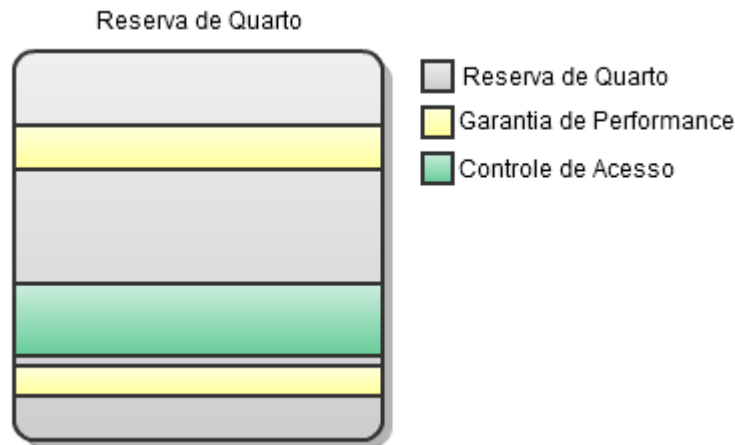 Reserva de Quarto
Reserva de Quarto
Garantia de Performance
Controle de Acesso